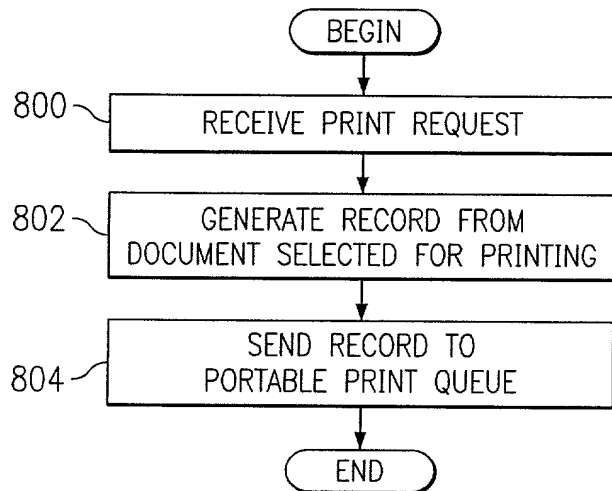 BEGIN
800
RECEIVE PRINT REQUEST
802
GENERATE RECORD FROM
DOCUMENT SELECTED FOR PRINTING
804
SEND RECORD TO
PORTABLE PRINT QUEUE
END